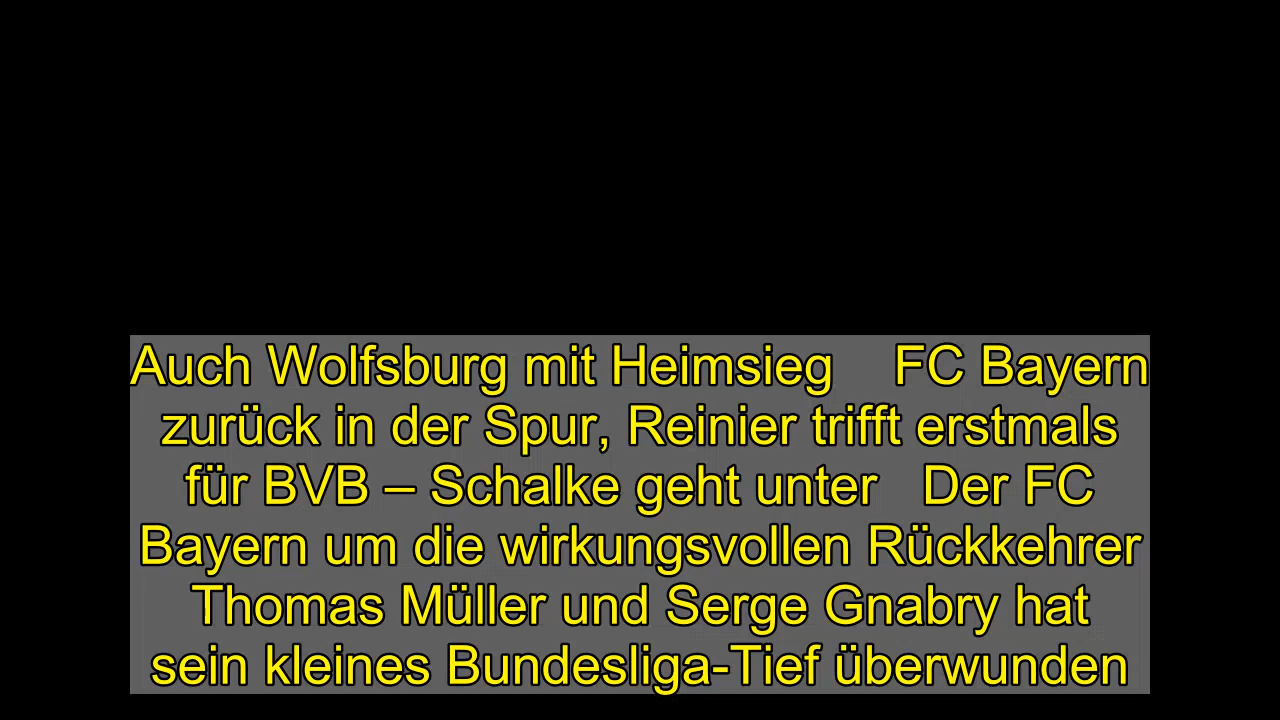 Auch Wolfsburg mit Heimsieg    FC Bayern
zurück in der Spur, Reinier trifft erstmals
für BVB – Schalke geht unter   Der FC
Bayern um die wirkungsvollen Rückkehrer
Thomas Müller und Serge Gnabry hat
sein kleines Bundesliga-Tief überwunden